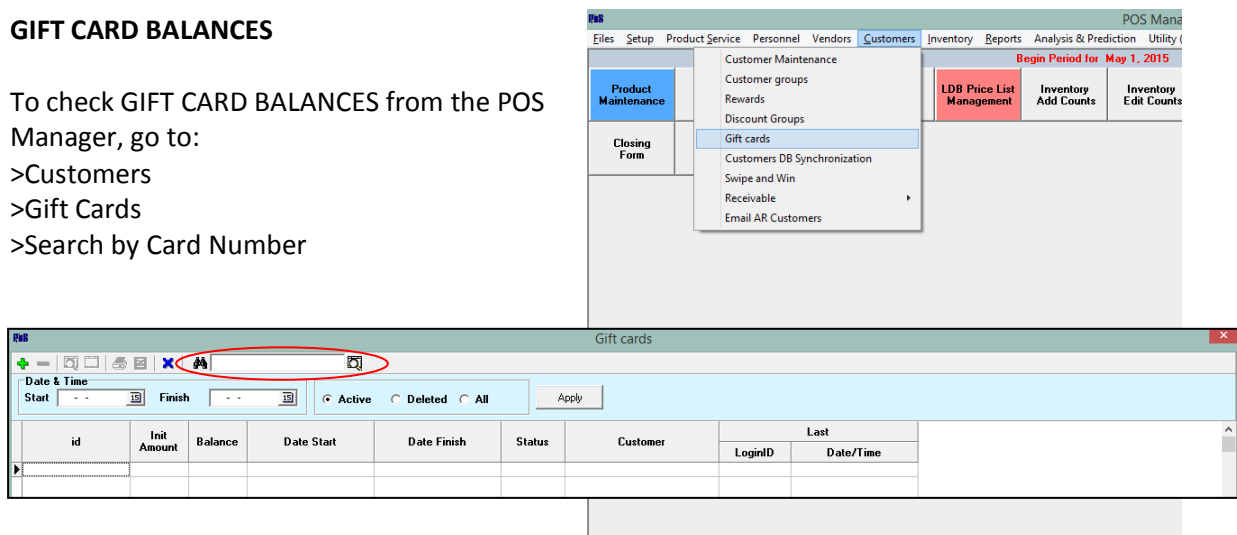 GIFT CARD BALANCES
To check GIFT CARD BALANCES from the POS
Manager, go to:
>Customers
>Gift Cards
>Search by Card Number
POS Mana
Files Setup Product Service Personnel Vendors Customers Inventory Reports Analysis & Prediction Utility (
Begin Period for May 1, 2015
Product
Maintenance
LDB Price List
Management
Inventory
Add Counts
Inventory
Edit Counts
Closing
Form
Customer Maintenance
Customer groups
Rewards
Discount Groups
Gift cards
Customers DB Synchronization
Swipe and Win
Receivable
Email AR Customers
Gift cards
Date & Time
Start - - 15 Finish - - 15 Active Deleted All Apply
id Init Amount Balance Date Start Date Finish Status Customer Last
LoginID Date/Time